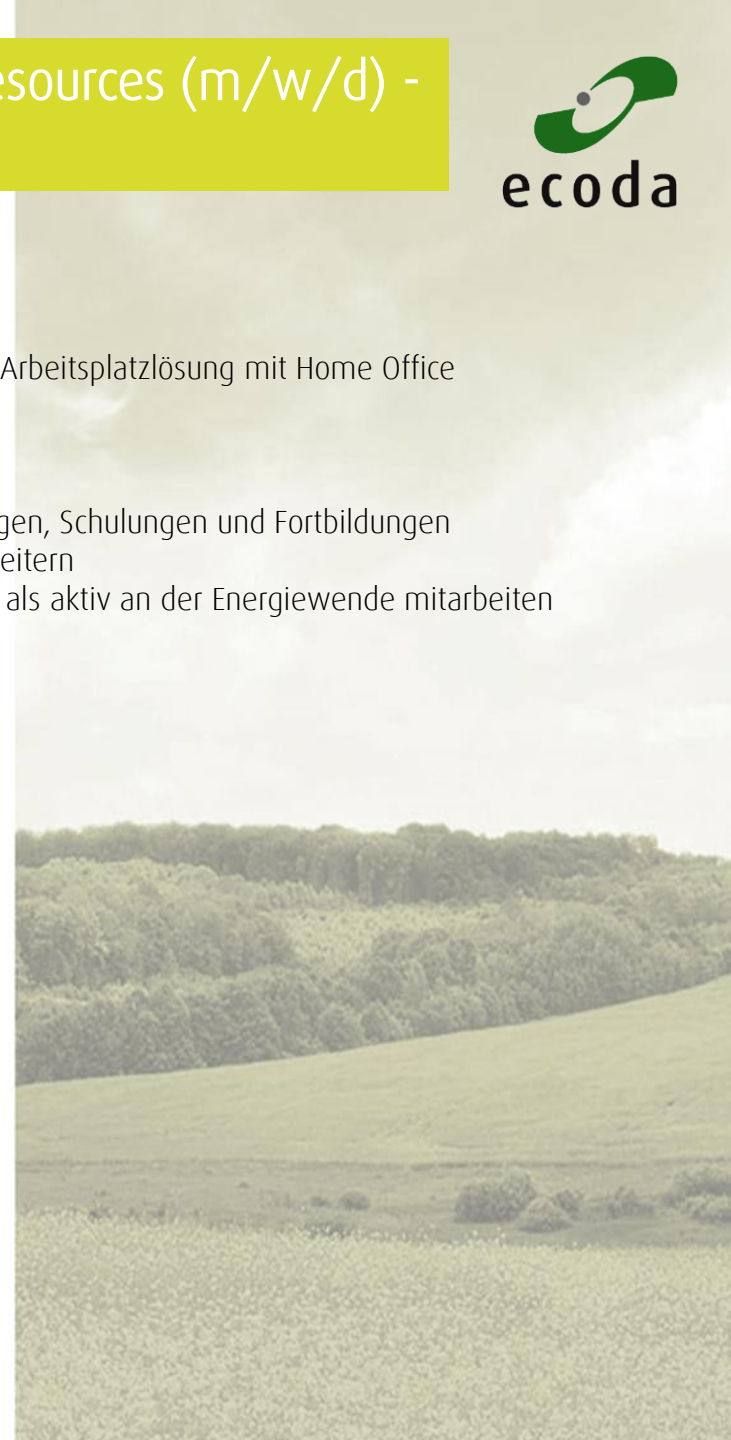 esources (m/w/d) -
ecoda
Arbeitsplatzlösung mit Home Office
gen, Schulungen und Fortbildungen
eitern
als aktiv an der Energiewende mitarbeiten